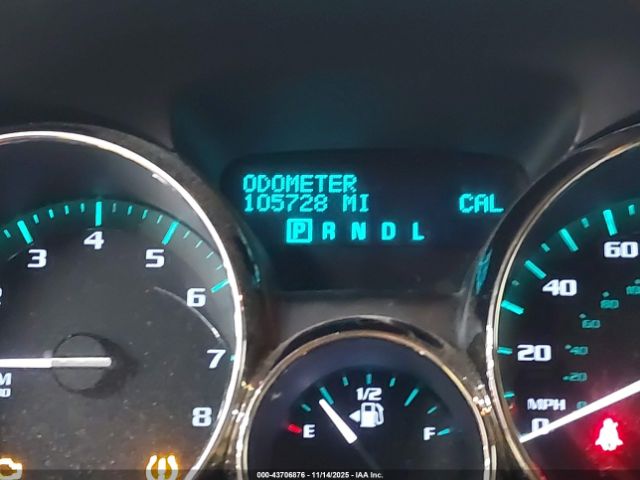 ODOMETER
105728 MI CAL
P R N D L
3 4 5 6 7 8
20 40 60
20 40 60 80
MPH 0
1/2
E F
000-43706876 - 11/14/2025 - IAA Inc.